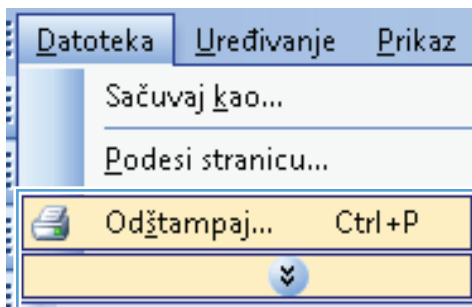 Datoteka Uređivanje Prikaz
Sačuvaj kao...
Podesi stranicu...
Odštampaj... Ctrl+P